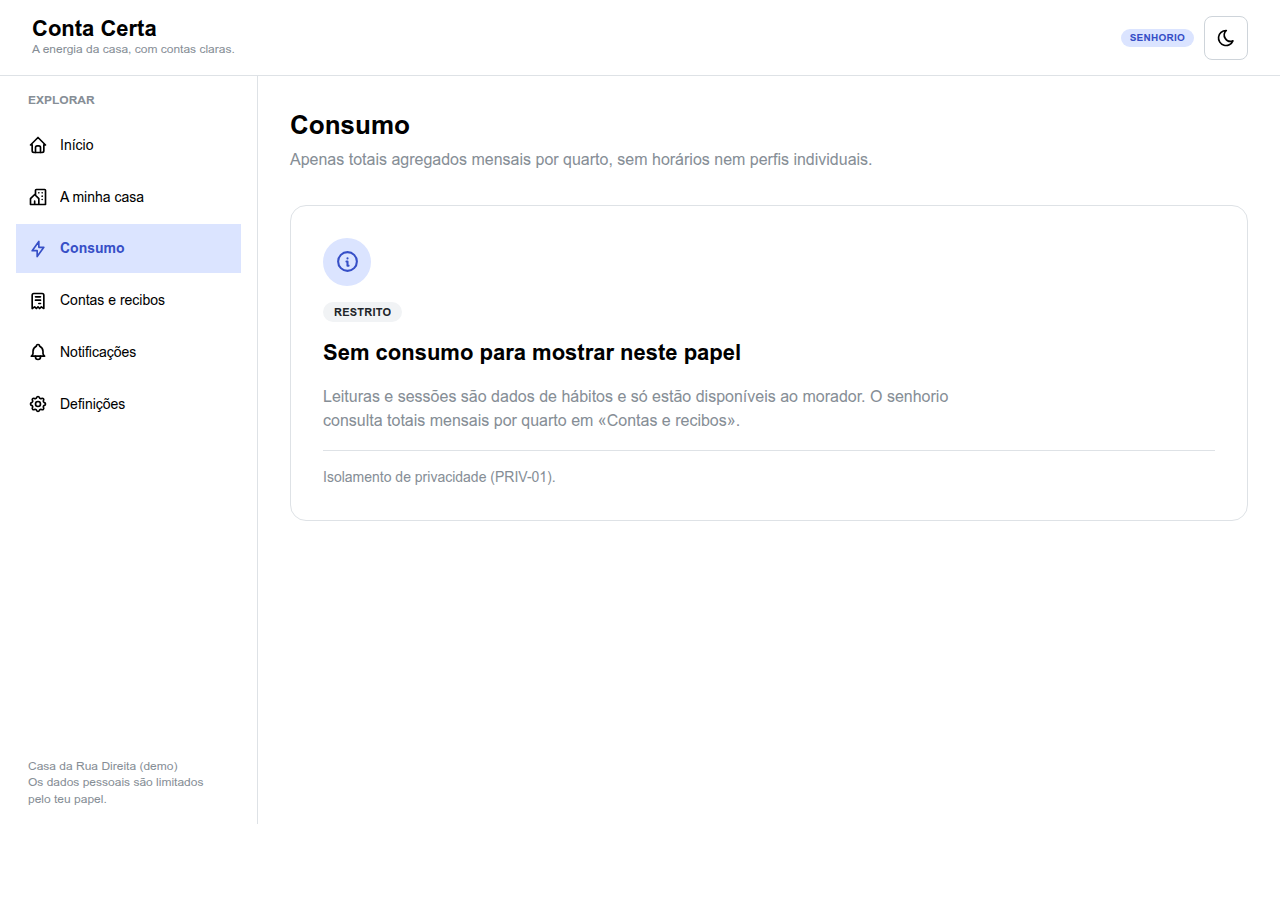 Conta Certa
A energia da casa, com contas claras.
SENHORIO
EXPLORAR
Início
A minha casa
Consumo
Contas e recibos
Notificações
Definições
Casa da Rua Direita (demo)
Os dados pessoais são limitados
pelo teu papel.
Consumo
Apenas totais agregados mensais por quarto, sem horários nem perfis individuais.
RESTRITO
Sem consumo para mostrar neste papel
Leituras e sessões são dados de hábitos e só estão disponíveis ao morador. O senhorio
consulta totais mensais por quarto em «Contas e recibos».
Isolamento de privacidade (PRIV-01).